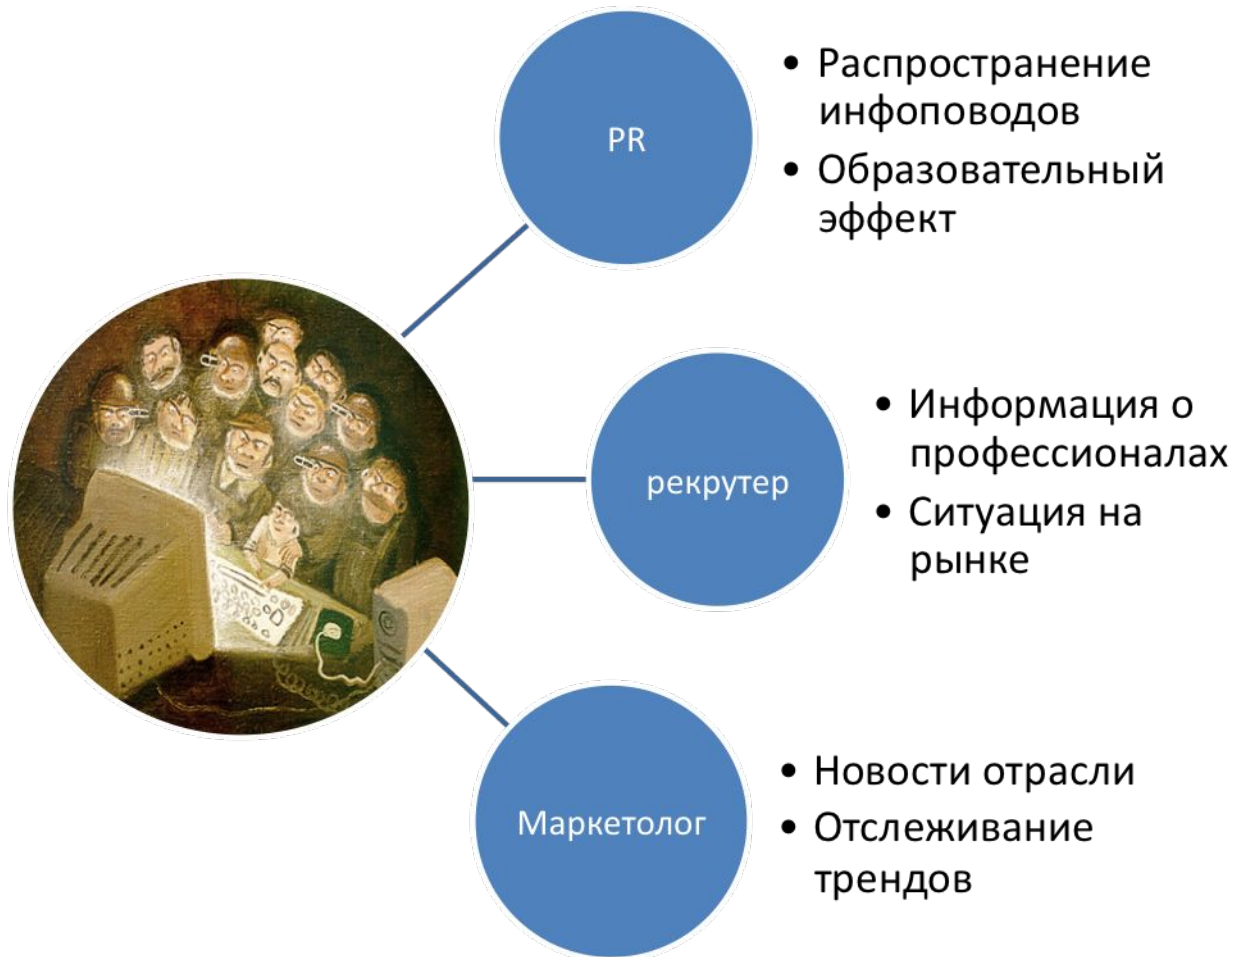 PR
• Распространение
инфоповодов
• Образовательный
эффект
рекрутер
• Информация о
профессионалах
• Ситуация на
рынке
Маркетолог
• Новости отрасли
• Отслеживание
трендов